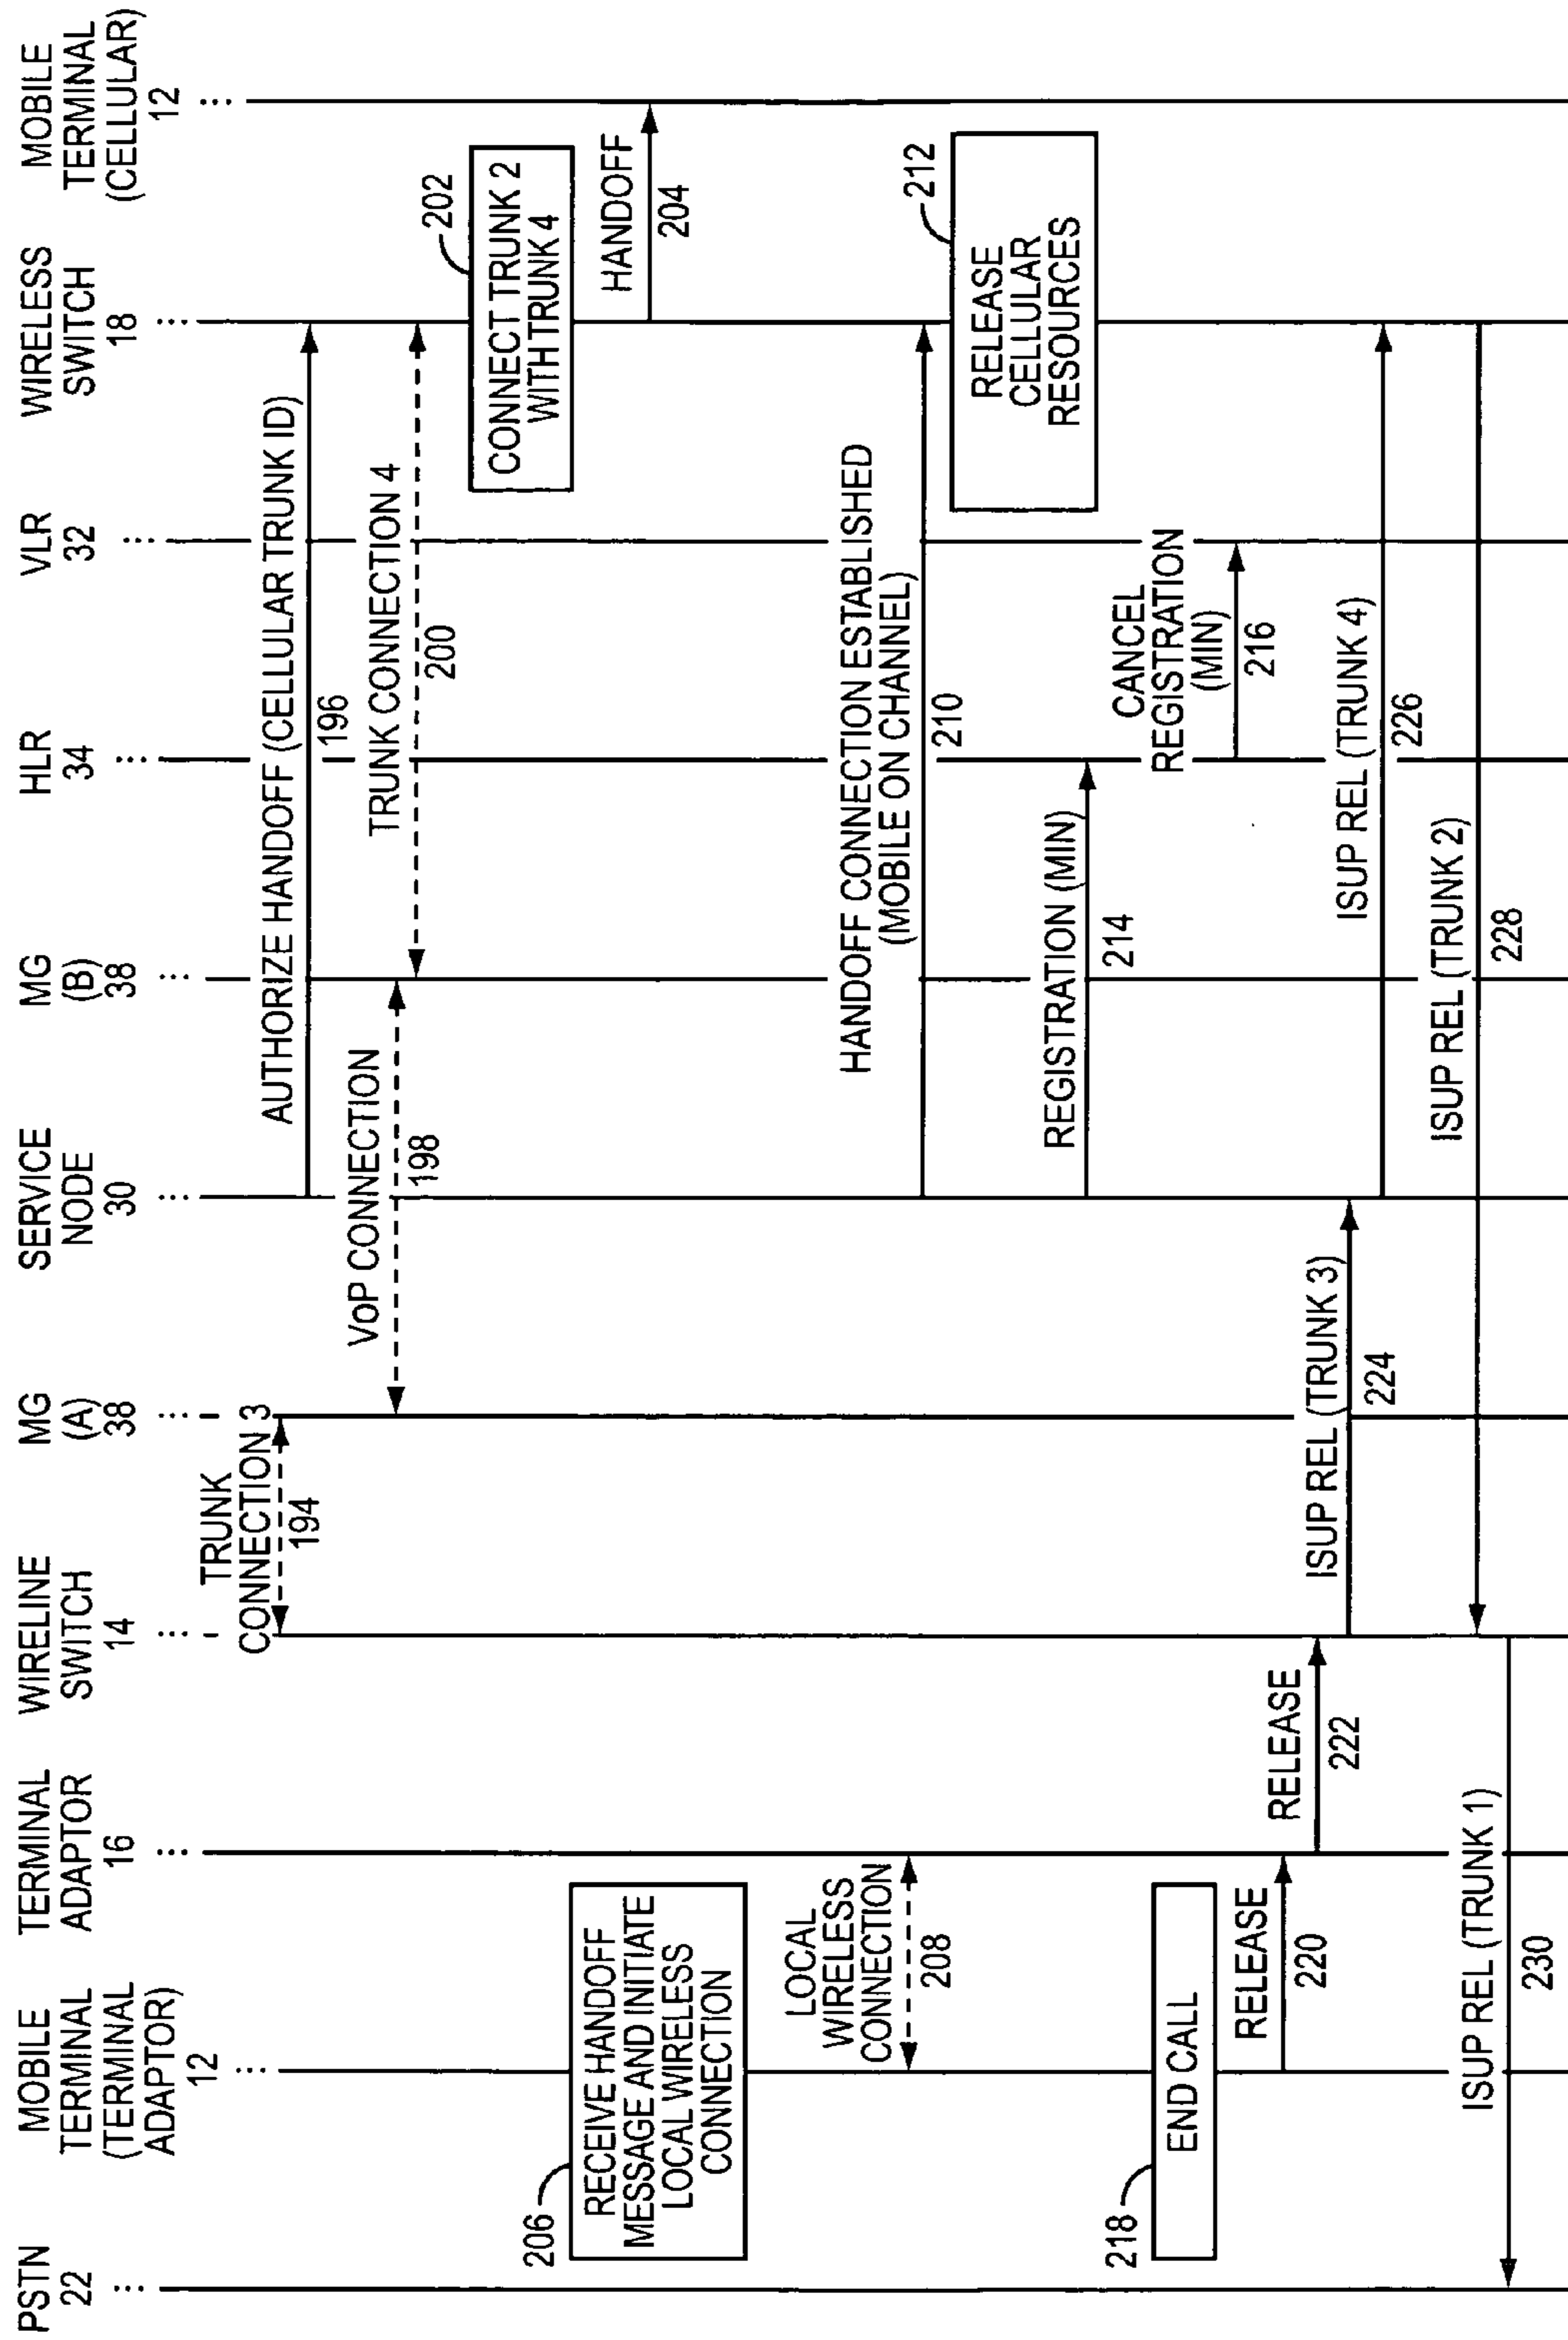 PSTN
22
MOBILE
TERMINAL
(TERMINAL
ADAPTOR)
12
TERMINAL
ADAPTOR
16
WIRELINE
SWITCH
14
MG
(A)
38
SERVICE
NODE
30
MG
(B)
38
HLR
34
VLR
32
WIRELESS
SWITCH
18
MOBILE
TERMINAL
(CELLULAR)
12
TRUNK
CONNECTION 3
194
AUTHORIZE HANDOFF (CELLULAR TRUNK ID)
196
VoP CONNECTION
198
TRUNK CONNECTION 4
200
202
CONNECT TRUNK 2
WITH TRUNK 4
HANDOFF
204
206
RECEIVE HANDOFF
MESSAGE AND INITIATE
LOCAL WIRELESS
CONNECTION
LOCAL
WIRELESS
CONNECTION
208
HANDOFF CONNECTION ESTABLISHED
(MOBILE ON CHANNEL)
210
212
RELEASE
CELLULAR
RESOURCES
REGISTRATION (MIN)
214
CANCEL
REGISTRATION
(MIN)
216
218
END CALL
RELEASE
220
RELEASE
222
ISUP REL (TRUNK 3)
224
ISUP REL (TRUNK 4)
226
ISUP REL (TRUNK 2)
228
ISUP REL (TRUNK 1)
230